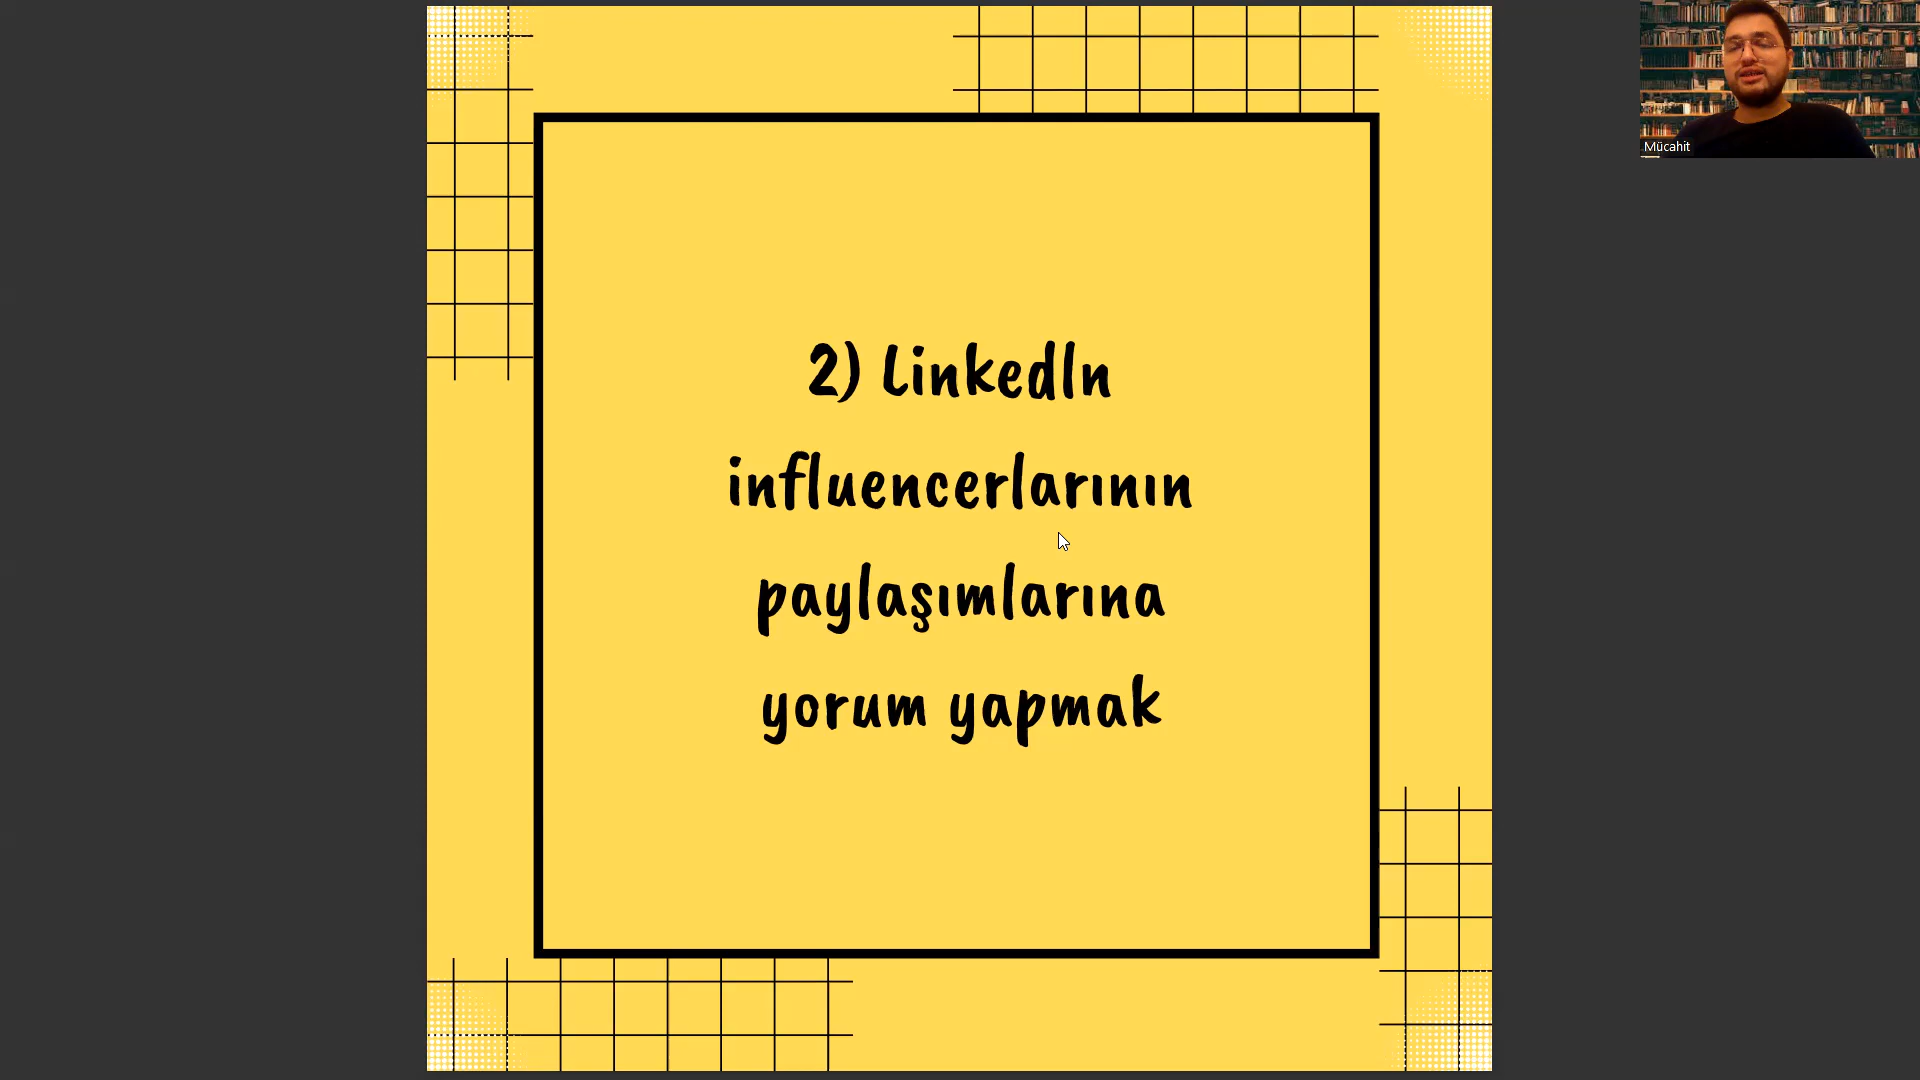 2) LinkedIn
influencerlarının
paylaşımlarına
yorum yapmak
Mücahit